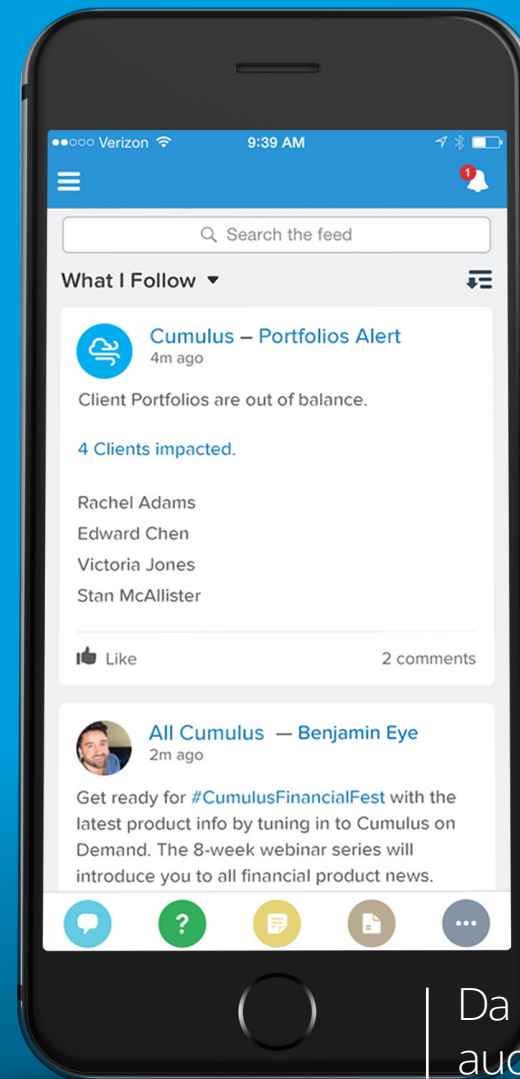 Verizon
9:39 AM
1
Search the feed
What I Follow
Cumulus – Portfolios Alert
4m ago
Client Portfolios are out of balance.
4 Clients impacted.
Rachel Adams
Edward Chen
Victoria Jones
Stan McAllister
Like
2 comments
All Cumulus — Benjamin Eye
2m ago
Get ready for #CumulusFinancialFest with the
latest product info by tuning in to Cumulus on
Demand. The 8-week webinar series will
introduce you to all financial product news.
?
Da